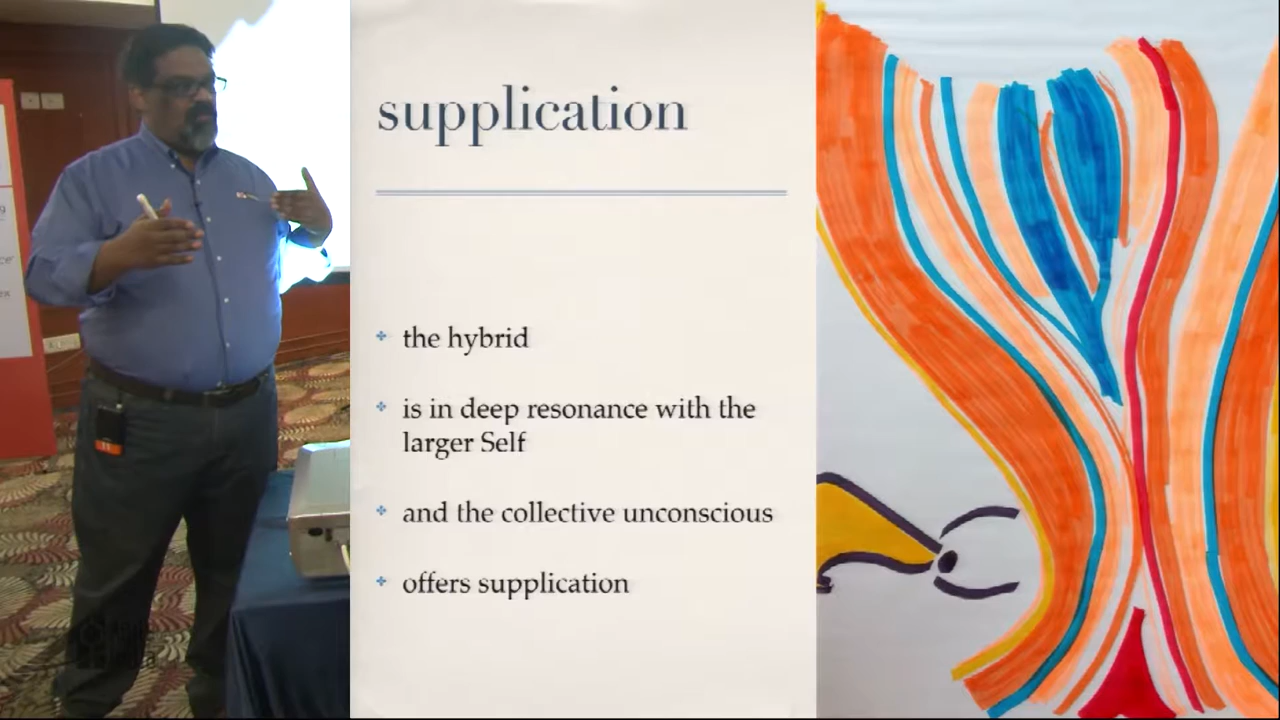 supplication
the hybrid
is in deep resonance with the
larger Self
and the collective unconscious
offers supplication